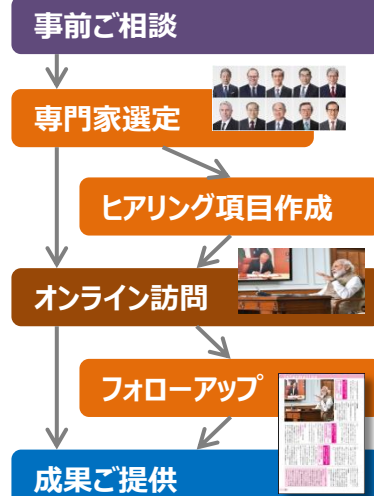 事前ご相談
専門家選定
ヒアリング項目作成
オンライン訪問
フォローアップ
成果ご提供